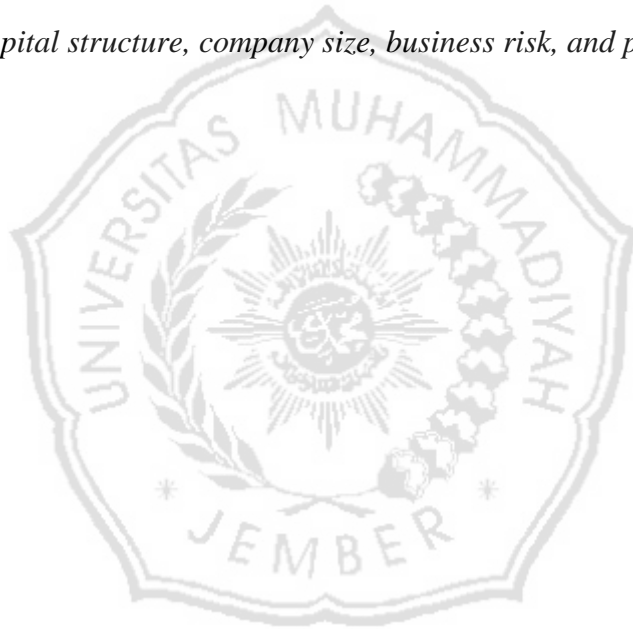 pital structure, company size, business risk, and p
UNIVERSITAS MUHAMMADIYAH
JEMBER